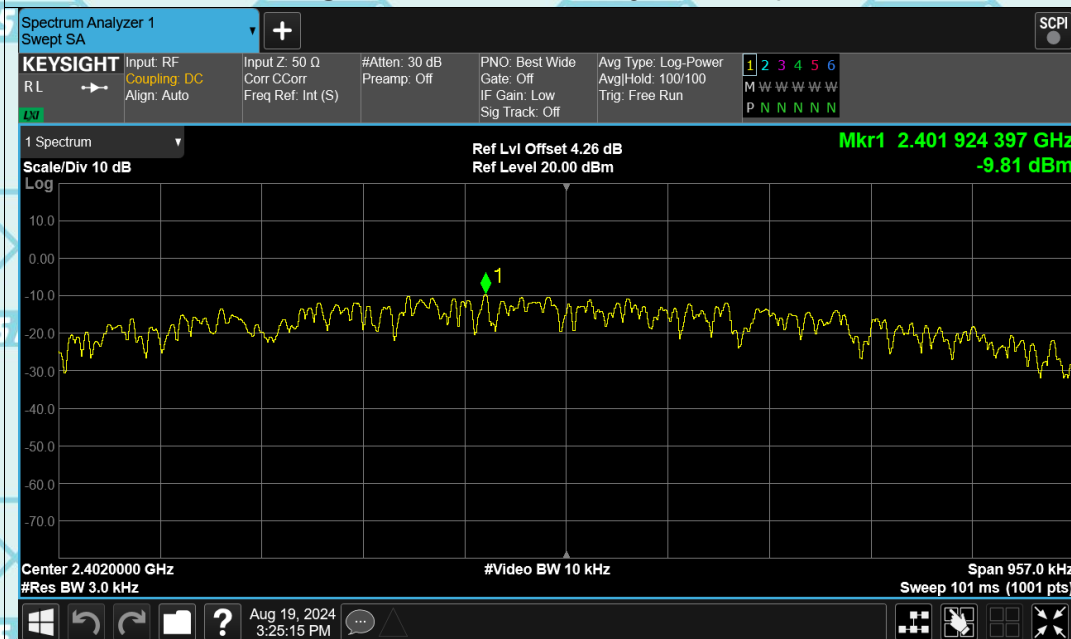 Spectrum Analyzer 1
Swept SA
+
SCPI
KEYSIGHT
RL
LXI
Input: RF
Coupling: DC
Align: Auto
Input Z: 50 Ω
Corr CCorr
Freq Ref: Int (S)
#Atten: 30 dB
Preamp: Off
PNO: Best Wide
Gate: Off
IF Gain: Low
Sig Track: Off
Avg Type: Log-Power
Avg|Hold: 100/100
Trig: Free Run
1 2 3 4 5 6
M W W W W W
P N N N N N
1 Spectrum
Scale/Div 10 dB
Log
Ref Lvl Offset 4.26 dB
Ref Level 20.00 dBm
Mkr1 2.401 924 397 GHz
-9.81 dBm
10.0
0.00
-10.0
-20.0
-30.0
-40.0
-50.0
-60.0
-70.0
1
Center 2.4020000 GHz
#Res BW 3.0 kHz
#Video BW 10 kHz
Span 957.0 kHz
Sweep 101 ms (1001 pts)
?
Aug 19, 2024
3:25:15 PM